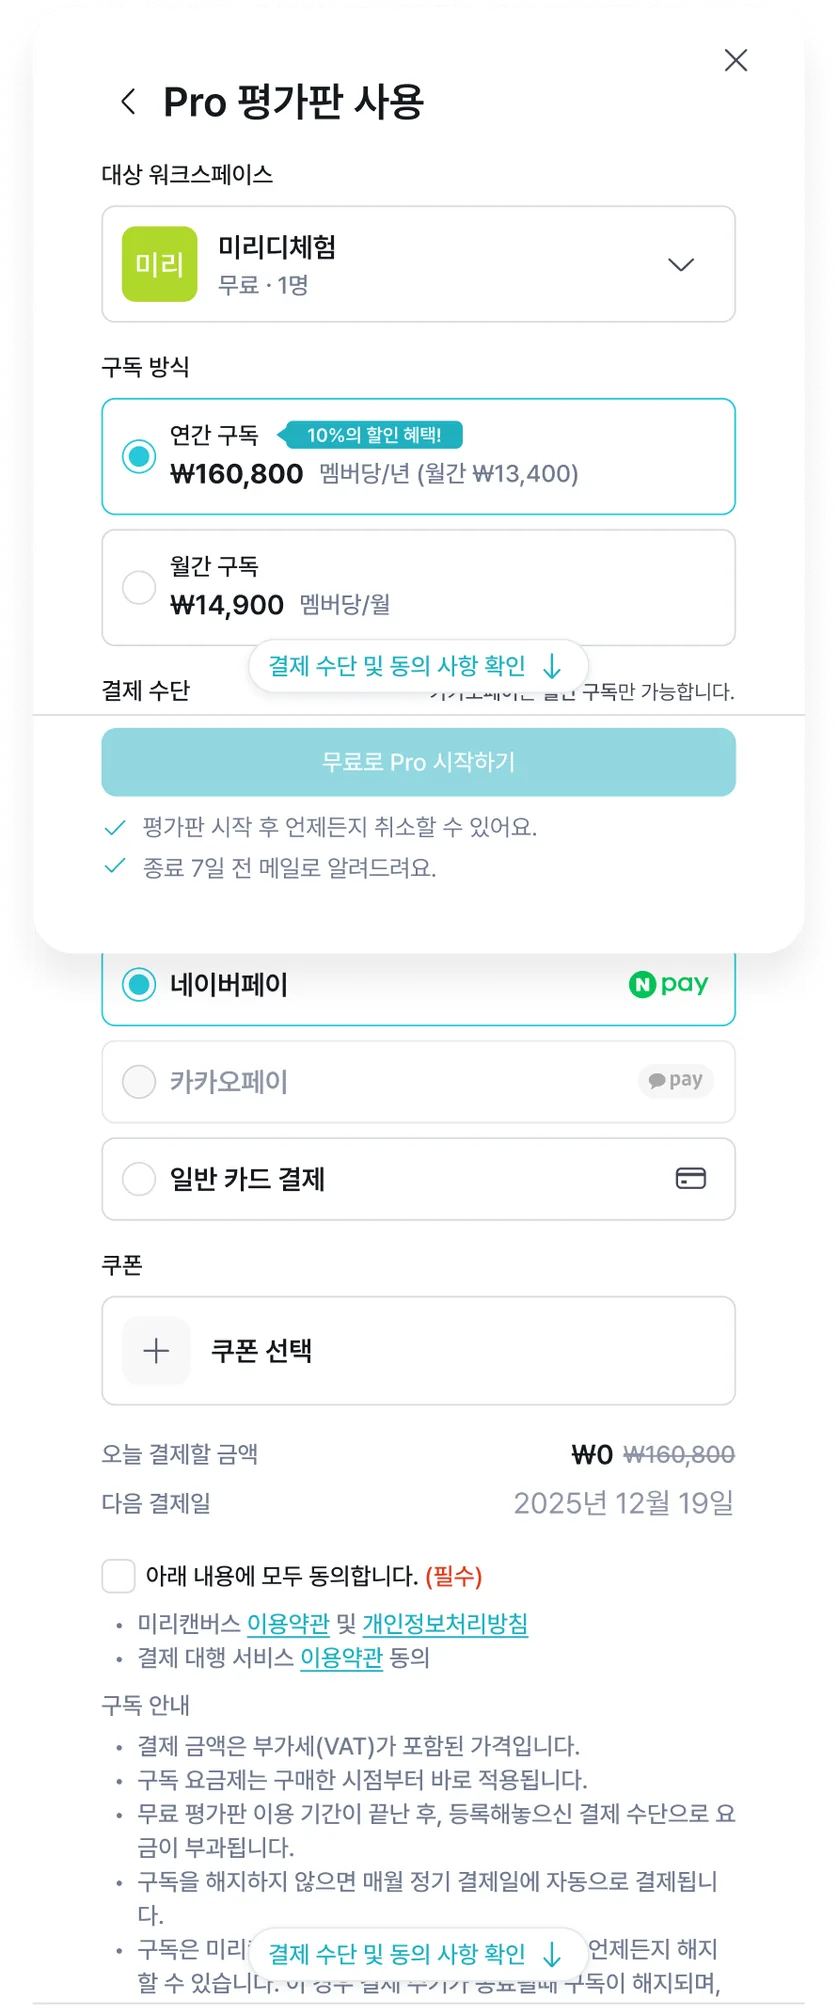 Pro 평가판 사용
대상 워크스페이스
미리
미리디체험
무료 · 1명
구독 방식
연간 구독 10%의 할인 혜택!
₩160,800 멤버당/년 (월간 ₩13,400)
월간 구독
₩14,900 멤버당/월
결제 수단 및 동의 사항 확인 ↓
결제 수단 구독만 가능합니다.
무료로 Pro 시작하기
평가판 시작 후 언제든지 취소할 수 있어요.
종료 7일 전 메일로 알려드려요.
네이버페이 N pay
카카오페이 pay
일반 카드 결제
쿠폰
쿠폰 선택
오늘 결제할 금액 ₩0 ₩160,800
다음 결제일 2025년 12월 19일
아래 내용에 모두 동의합니다. (필수)
• 미리캔버스 이용약관 및 개인정보처리방침
• 결제 대행 서비스 이용약관 동의
구독 안내
• 결제 금액은 부가세(VAT)가 포함된 가격입니다.
• 구독 요금제는 구매한 시점부터 바로 적용됩니다.
• 무료 평가판 이용 기간이 끝난 후, 등록해놓으신 결제 수단으로 요
금이 부과됩니다.
• 구독을 해지하지 않으면 매월 정기 결제일에 자동으로 결제됩니
다.
• 구독은 미리 언제든지 해지
결제 수단 및 동의 사항 확인 ↓
할 수 있습니다. 이 경우 결제 주기가 종료될때 구독이 해지되며,